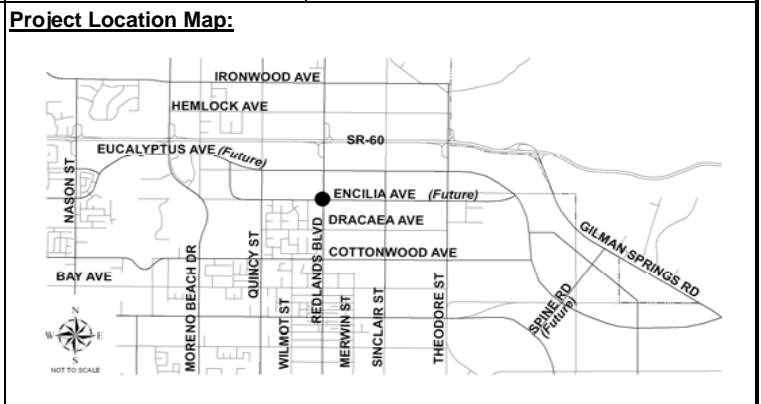 Project Location Map:
IRONWOOD AVE
HEMLOCK AVE
SR-60
EUCALYPTUS AVE (Future)
NASON ST
ENCILIA AVE (Future)
DRACAEA AVE
COTTONWOOD AVE
BAY AVE
MORENO BEACH DR
QUINCY ST
WILMOT ST
REDLANDS BLVD
MERWIN ST
SINCLAIR ST
THEODORE ST
GILMAN SPRINGS RD
SPINE RD
(Future)
N
W E
S
NOT TO SCALE